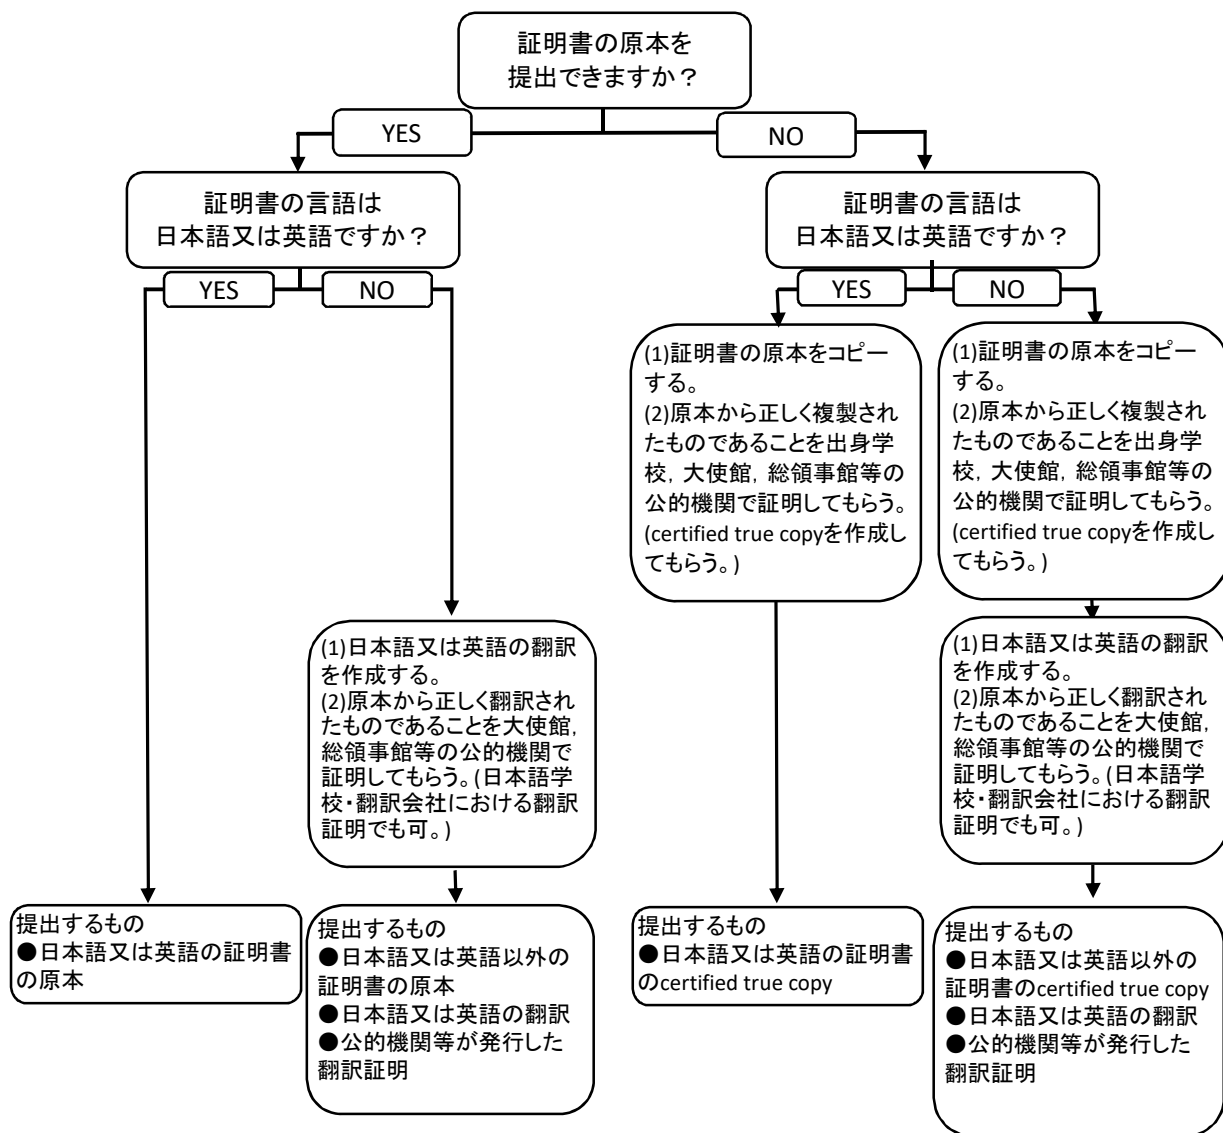 証明書の原本を
提出できますか？
YES
NO
証明書の言語は
日本語又は英語ですか？
YES
NO
証明書の言語は
日本語又は英語ですか？
YES
NO
(1)証明書の原本をコピー
する。
(2)原本から正しく複製され
たものであることを出身学
校，大使館，総領事館等の
公的機関で証明してもらう。
(certified true copyを作成し
てもらう。)
(1)証明書の原本をコピー
する。
(2)原本から正しく複製され
たものであることを出身学
校，大使館，総領事館等の
公的機関で証明してもらう。
(certified true copyを作成し
てもらう。)
(1)日本語又は英語の翻訳
を作成する。
(2)原本から正しく翻訳され
たものであることを大使館，
総領事館等の公的機関で
証明してもらう。(日本語学
校・翻訳会社における翻訳
証明でも可。)
(1)日本語又は英語の翻訳
を作成する。
(2)原本から正しく翻訳され
たものであることを大使館，
総領事館等の公的機関で
証明してもらう。(日本語学
校・翻訳会社における翻訳
証明でも可。)
提出するもの
●日本語又は英語の証明書
の原本
提出するもの
●日本語又は英語以外の
証明書の原本
●日本語又は英語の翻訳
●公的機関等が発行した
翻訳証明
提出するもの
●日本語又は英語の証明書
のcertified true copy
提出するもの
●日本語又は英語以外の
証明書のcertified true copy
●日本語又は英語の翻訳
●公的機関等が発行した
翻訳証明